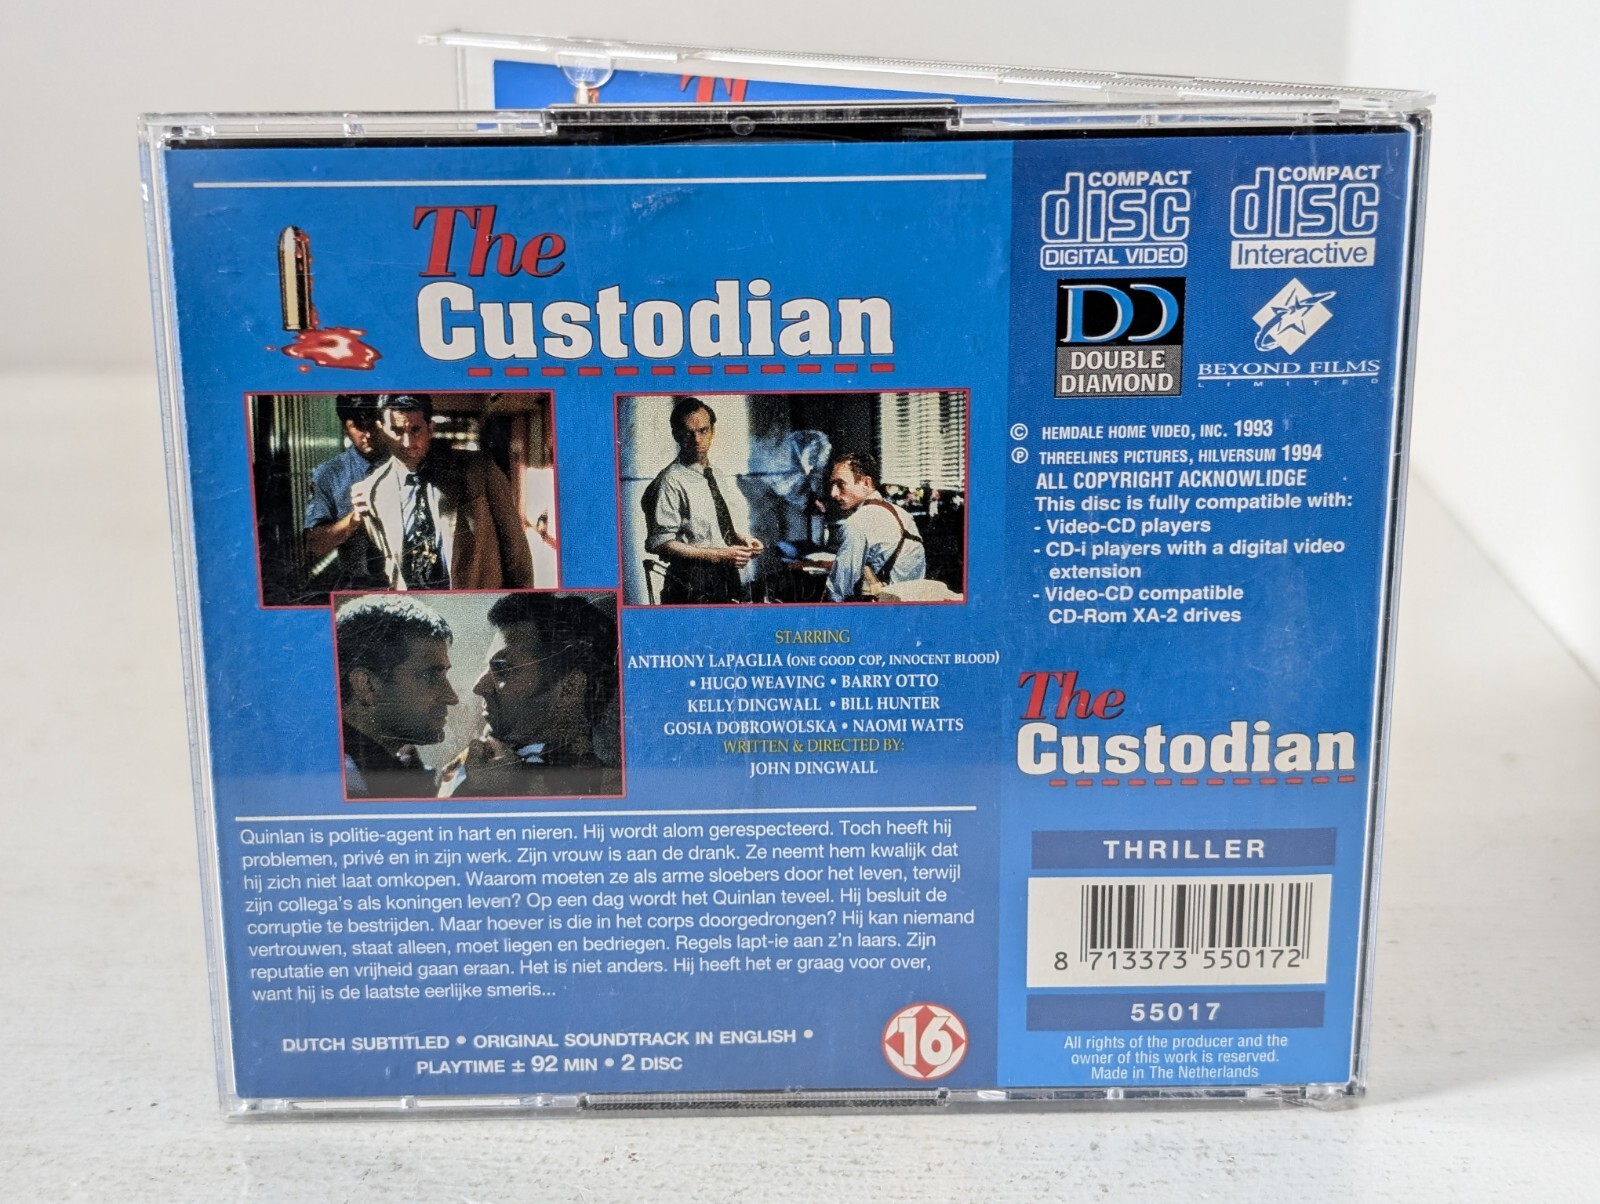 The
Custodian
STARRING
ANTHONY LAPAGLIA (ONE GOOD COP, INNOCENT BLOOD)
• HUGO WEAVING • BARRY OTTO
KELLY DINGWALL • BILL HUNTER
GOSIA DOBROWOLSKA • NAOMI WATTS
WRITTEN & DIRECTED BY:
JOHN DINGWALL
Quinlan is politie-agent in hart en nieren. Hij wordt alom gerespecteerd. Toch heeft hij
problemen, privé en in zijn werk. Zijn vrouw is aan de drank. Ze neemt hem kwalijk dat
hij zich niet laat omkopen. Waarom moeten ze als arme sloebers door het leven, terwijl
zijn collega's als koningen leven? Op een dag wordt het Quinlan teveel. Hij besluit de
corruptie te bestrijden. Maar hoever is die in het corps doorgedrongen? Hij kan niemand
vertrouwen, staat alleen, moet liegen en bedriegen. Regels lapt-ie aan z'n laars. Zijn
reputatie en vrijheid gaan eraan. Het is niet anders. Hij heeft het er graag voor over,
want hij is de laatste eerlijke smeris...
DUTCH SUBTITLED • ORIGINAL SOUNDTRACK IN ENGLISH •
PLAYTIME ± 92 MIN • 2 DISC
16
COMPACT
disc
DIGITAL VIDEO
COMPACT
disc
Interactive
DD
DOUBLE
DIAMOND
BEYOND FILMS
LIMITED
© HEMDALE HOME VIDEO, INC. 1993
℗ THREELINES PICTURES, HILVERSUM 1994
ALL COPYRIGHT ACKNOWLIDGE
This disc is fully compatible with:
- Video-CD players
- CD-i players with a digital video
extension
- Video-CD compatible
CD-Rom XA-2 drives
The
Custodian
THRILLER
8 713373 550172
55017
All rights of the producer and the
owner of this work is reserved.
Made in The Netherlands